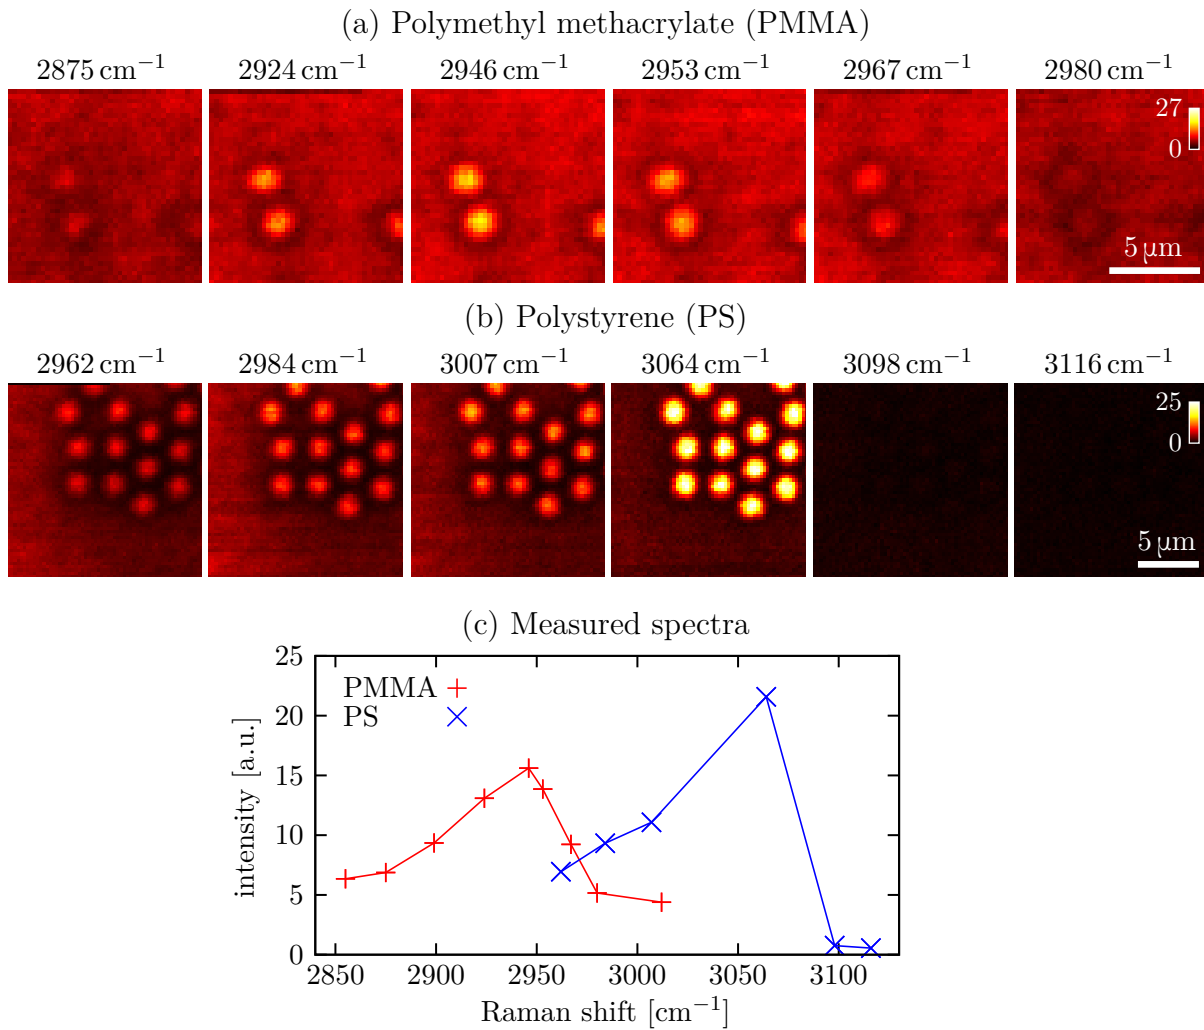 (a) Polymethyl methacrylate (PMMA)
2875 cm⁻¹ 2924 cm⁻¹ 2946 cm⁻¹ 2953 cm⁻¹ 2967 cm⁻¹ 2980 cm⁻¹
27
0
5 µm
(b) Polystyrene (PS)
2962 cm⁻¹ 2984 cm⁻¹ 3007 cm⁻¹ 3064 cm⁻¹ 3098 cm⁻¹ 3116 cm⁻¹
25
0
5 µm
(c) Measured spectra
25
20
15
10
5
0
intensity [a.u.]
PMMA
PS
2850 2900 2950 3000 3050 3100
Raman shift [cm⁻¹]